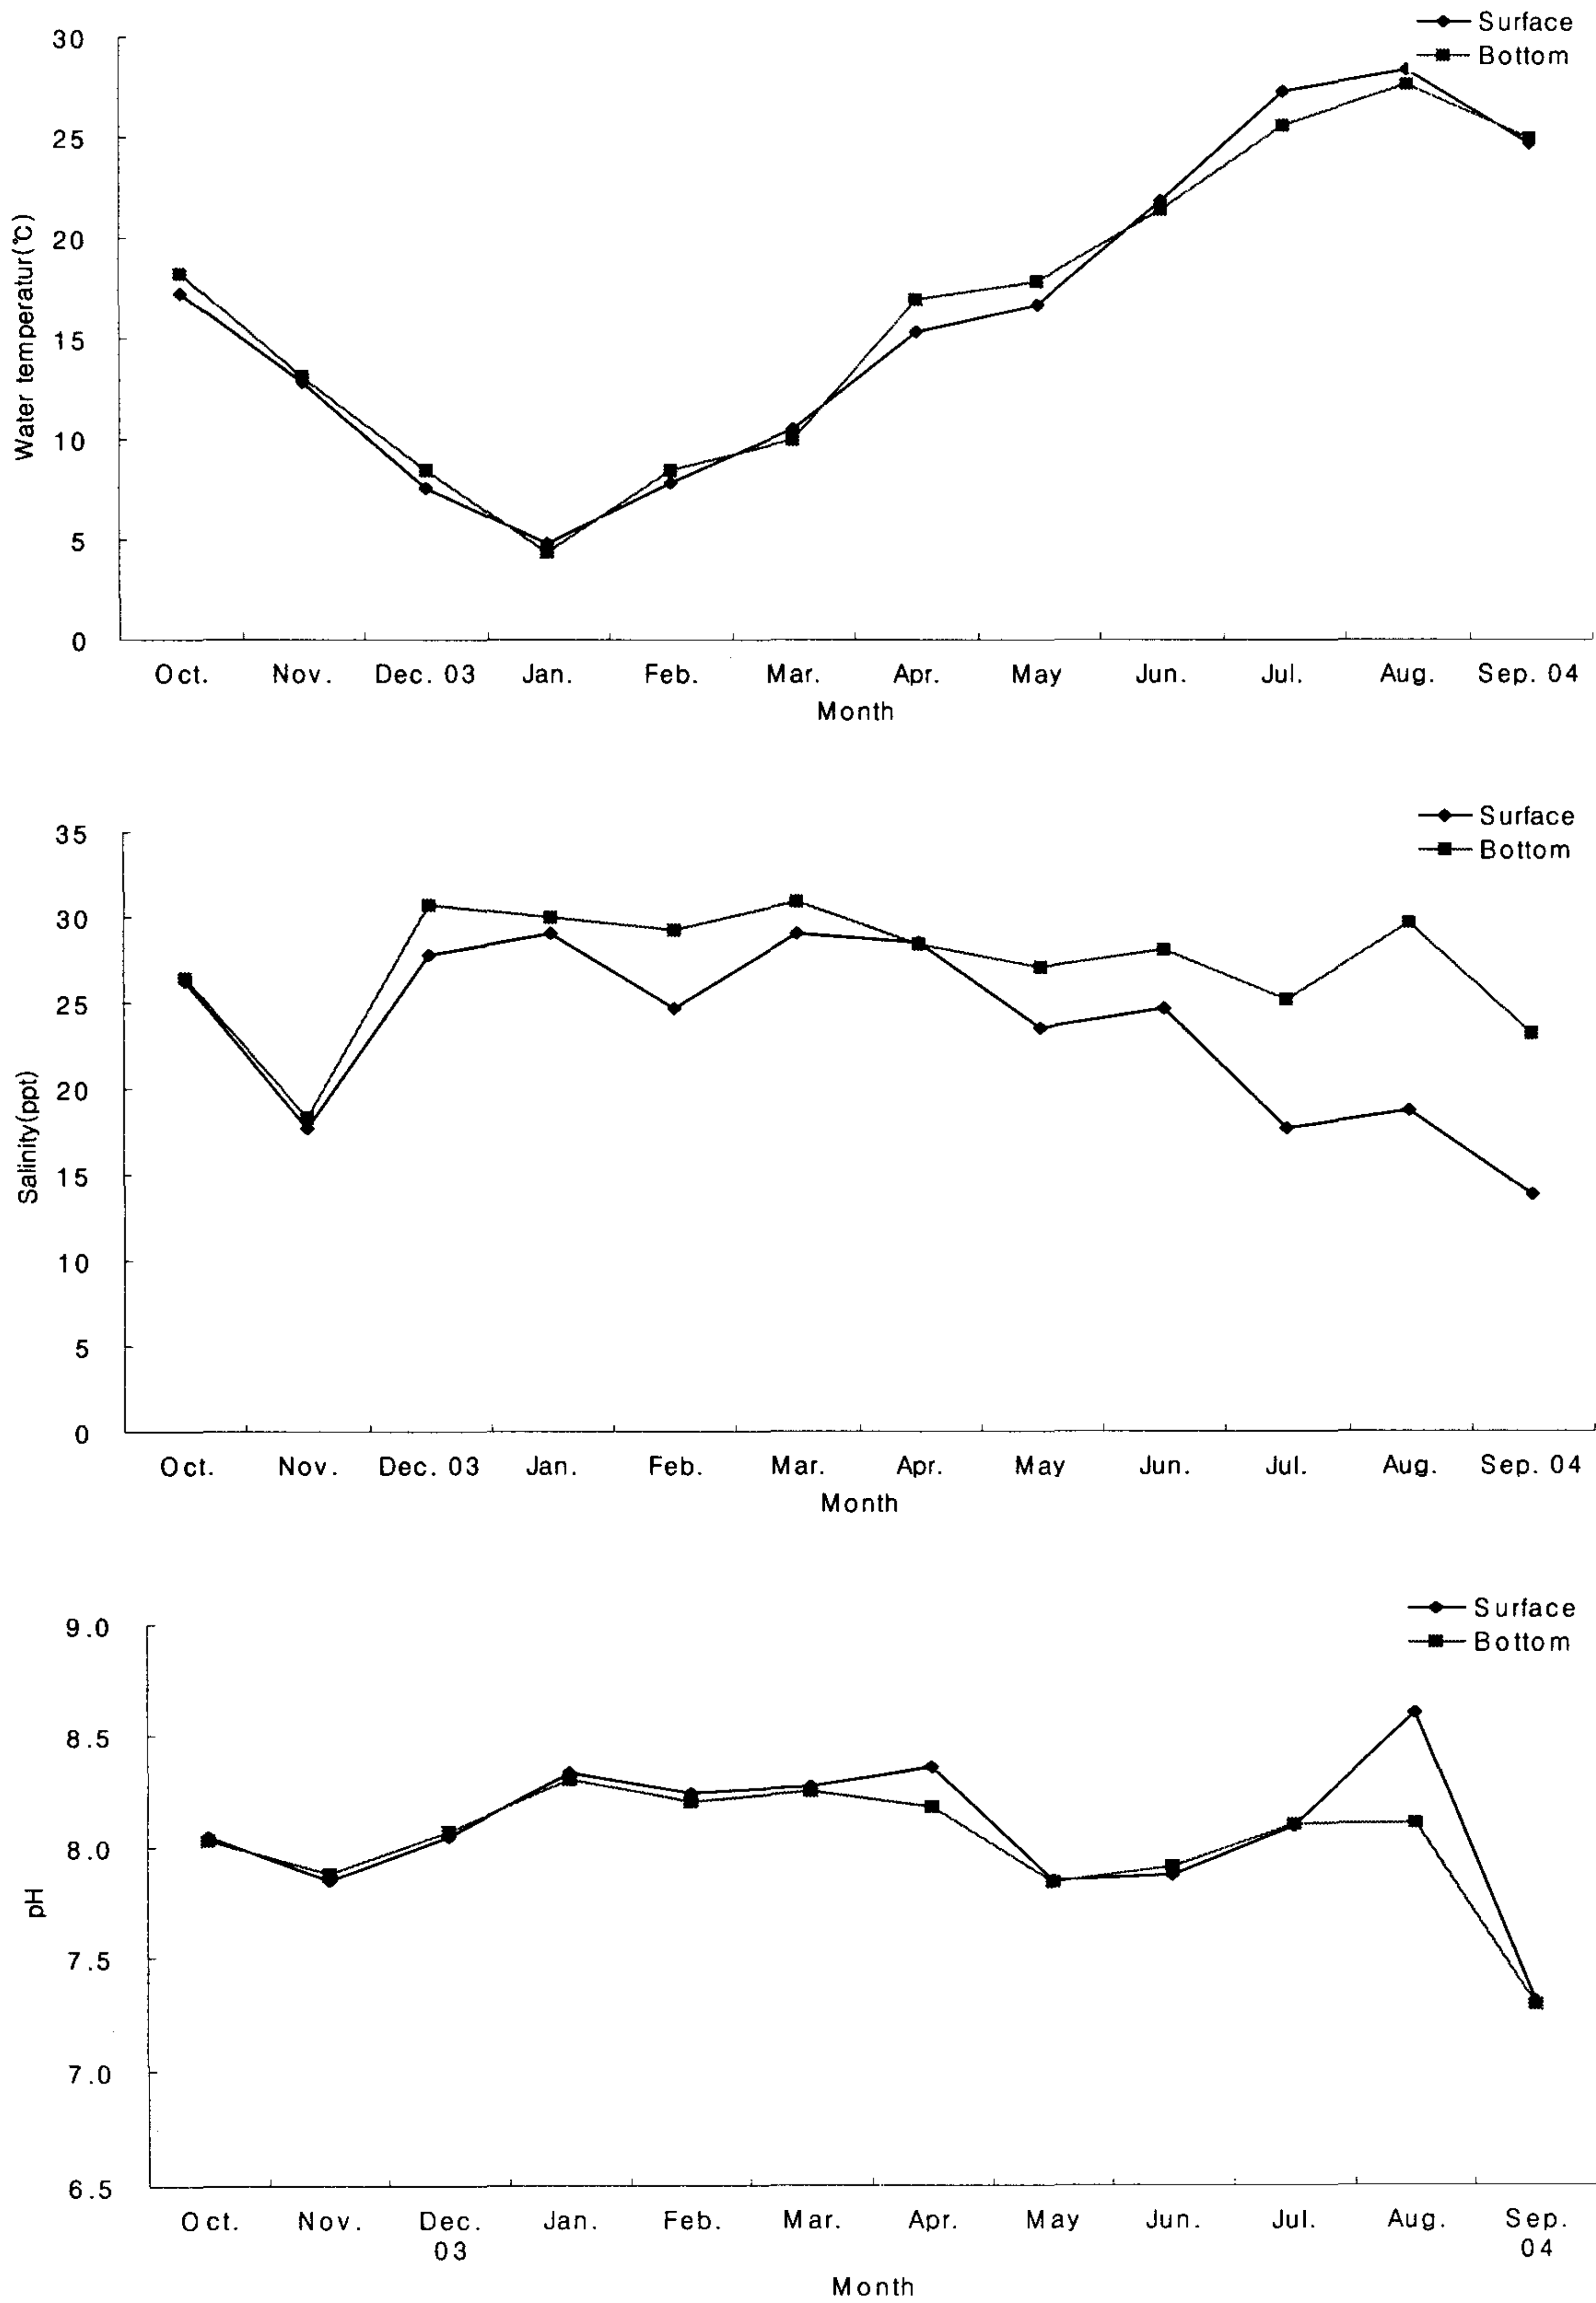 Surface
Bottom
30
25
20
15
10
5
0
Water temperatur(℃)
Oct. Nov. Dec. 03 Jan. Feb. Mar. Apr. May Jun. Jul. Aug. Sep. 04
Month
Surface
Bottom
35
30
25
20
15
10
5
0
Salinity(ppt)
Oct. Nov. Dec. 03 Jan. Feb. Mar. Apr. May Jun. Jul. Aug. Sep. 04
Month
Surface
Bottom
9.0
8.5
8.0
7.5
7.0
6.5
pH
Oct. Nov. Dec. Jan. Feb. Mar. Apr. May Jun. Jul. Aug. Sep.
03 04
Month